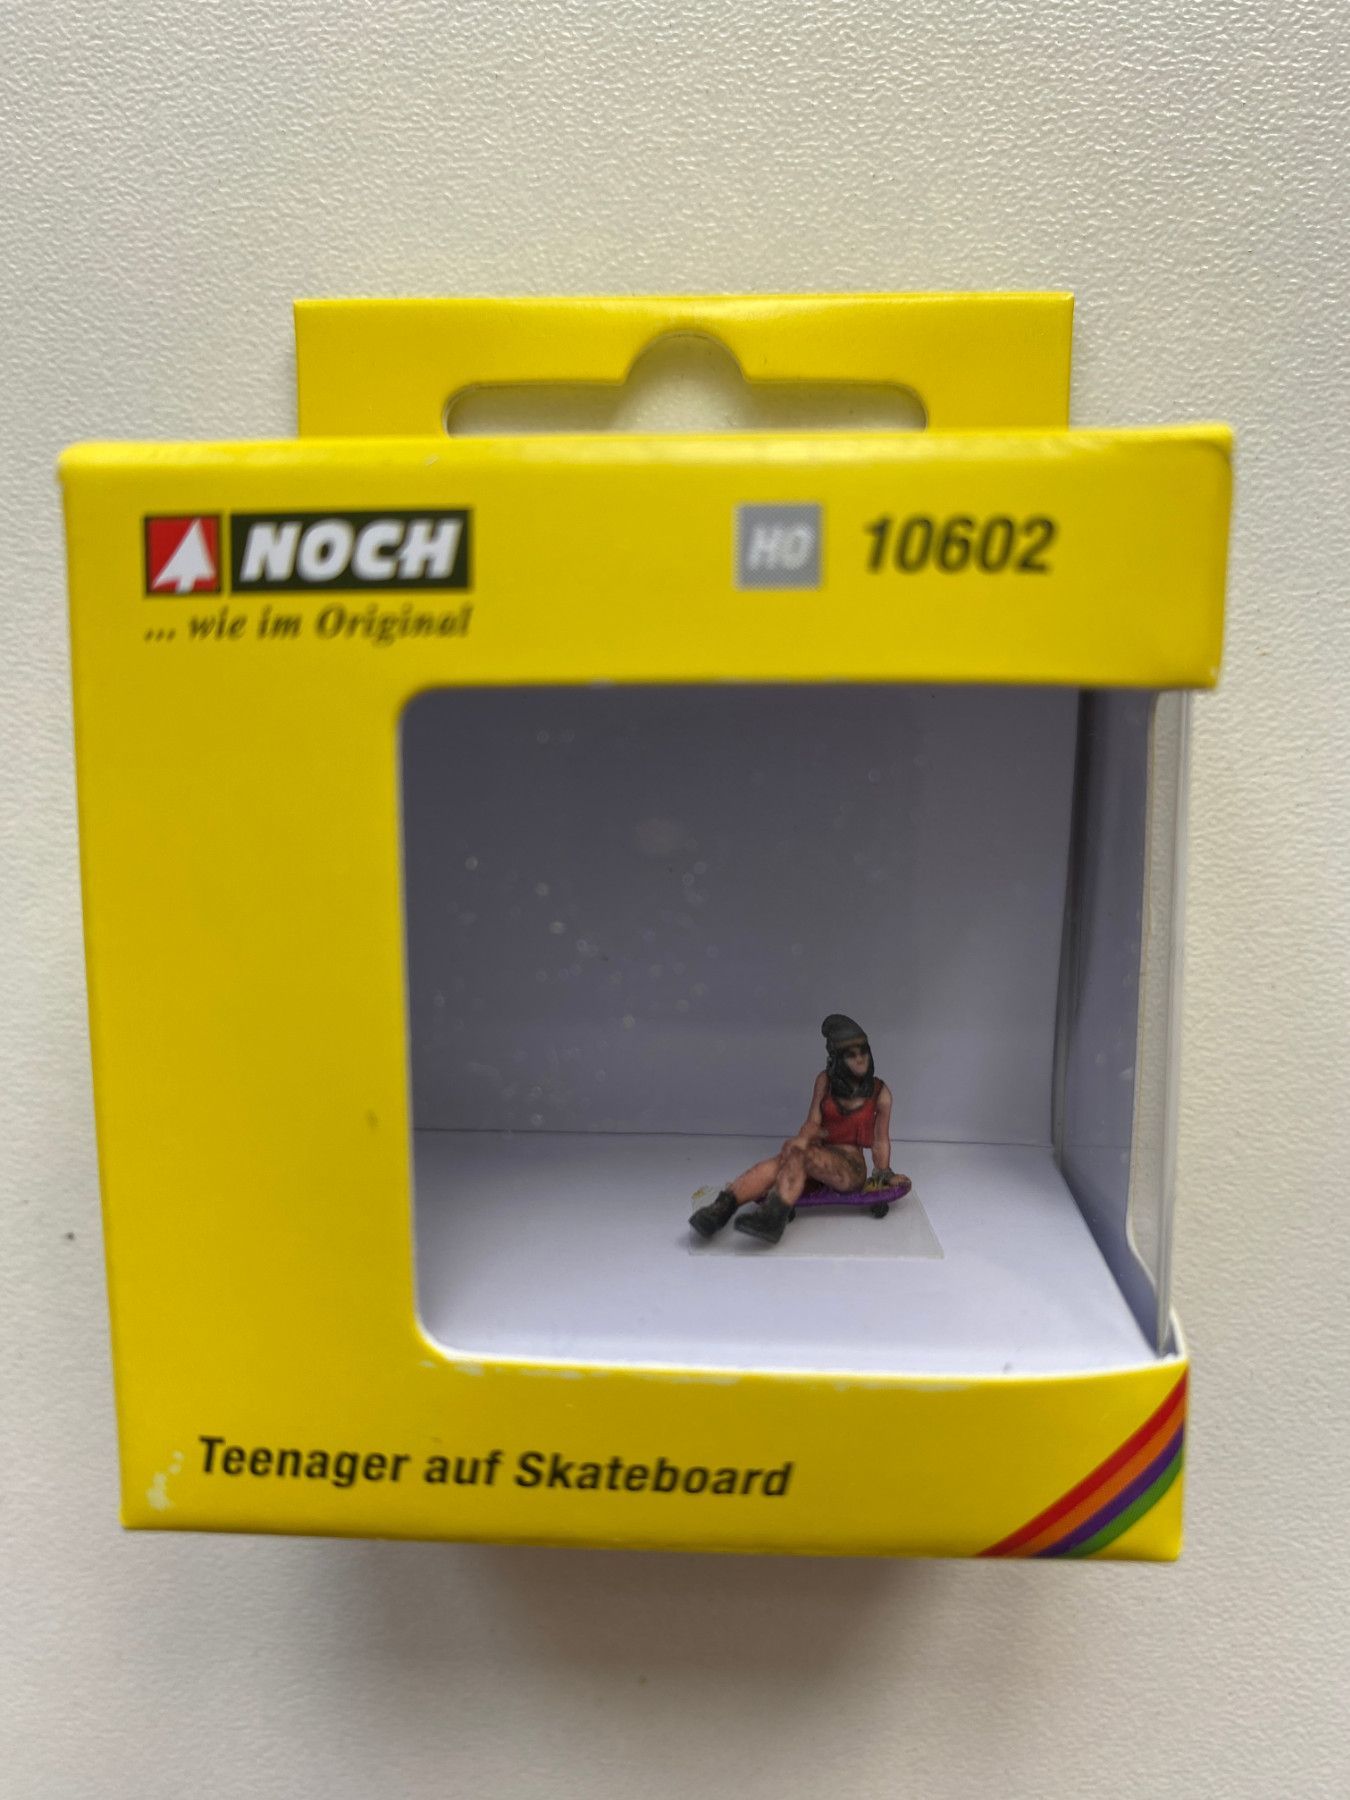 NOCH
... wie im Original
H0 10602
Teenager auf Skateboard